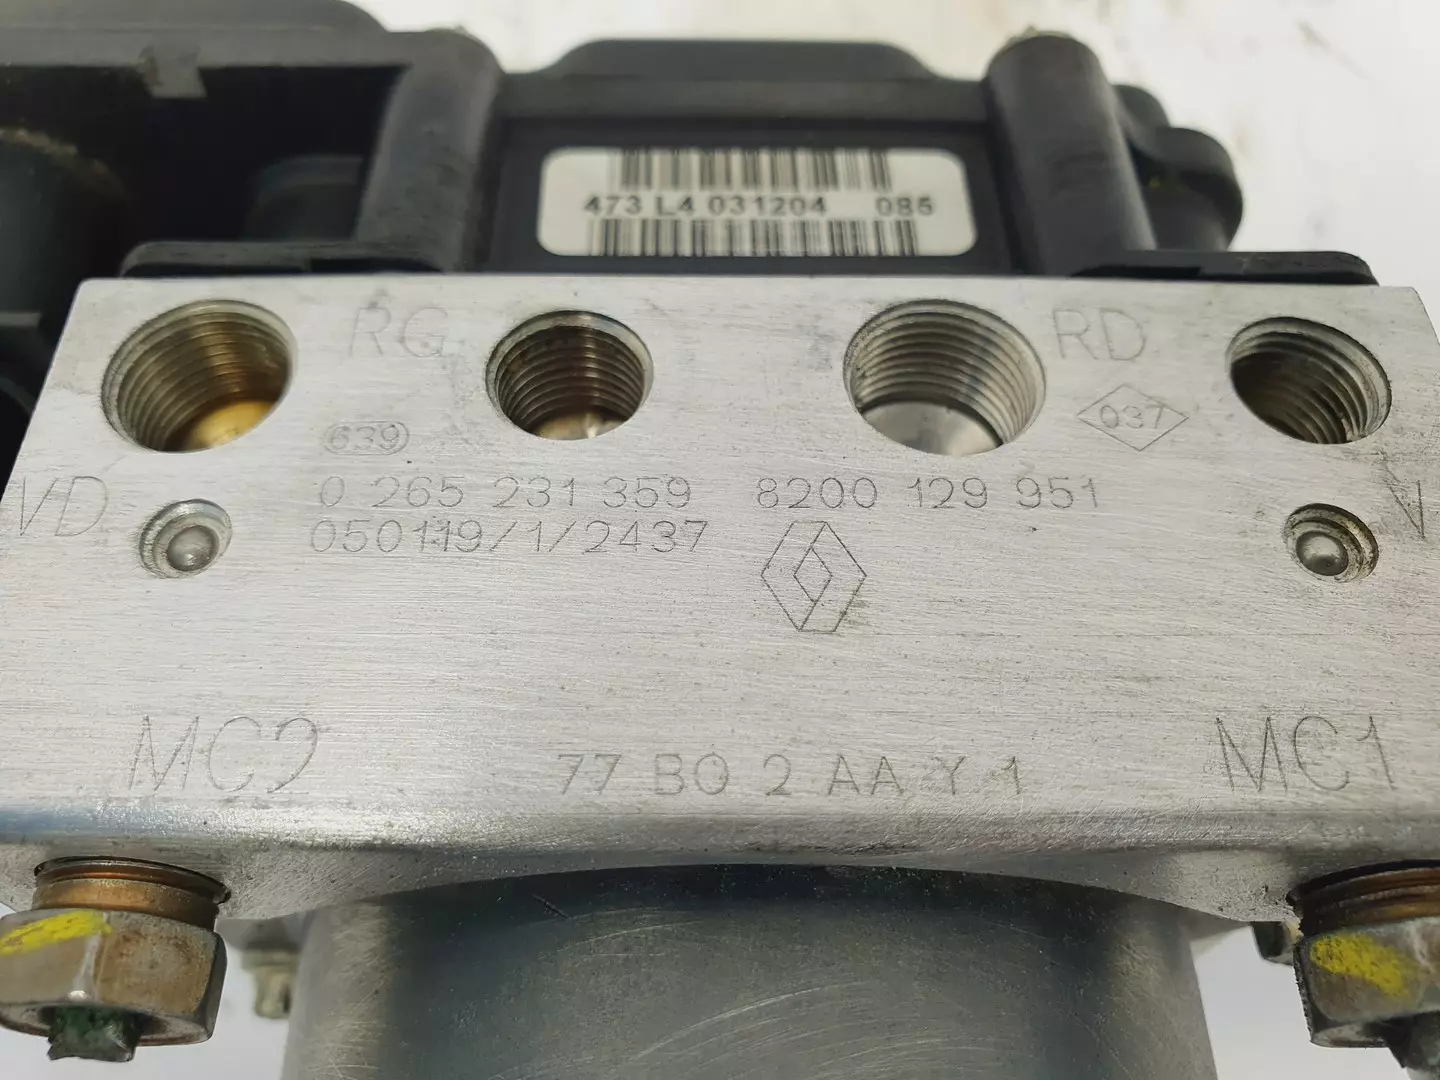 473 L4 031204 085
RG RD
639 037
0 265 231 359 8200 129 951
VD V
050119/1/2437
MC2 MC1
77 BO 2 AA Y 1